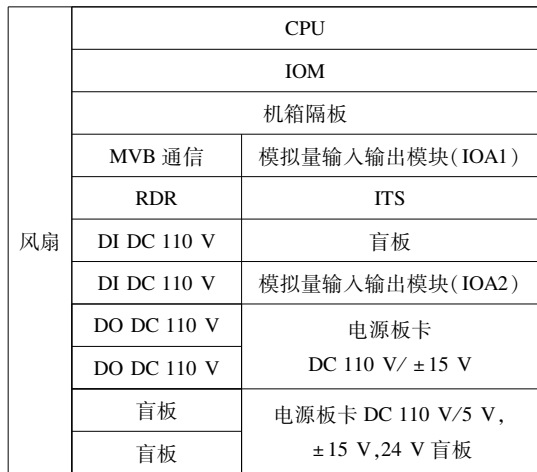 CPU
IOM
机箱隔板
MVB 通信
模拟量输入输出模块(IOA1)
RDR
ITS
风扇
DI DC 110 V
盲板
DI DC 110 V
模拟量输入输出模块(IOA2)
DO DC 110 V
电源板卡
DC 110 V/ ±15 V
DO DC 110 V
盲板
电源板卡 DC 110 V/5 V,
±15 V,24 V 盲板
盲板